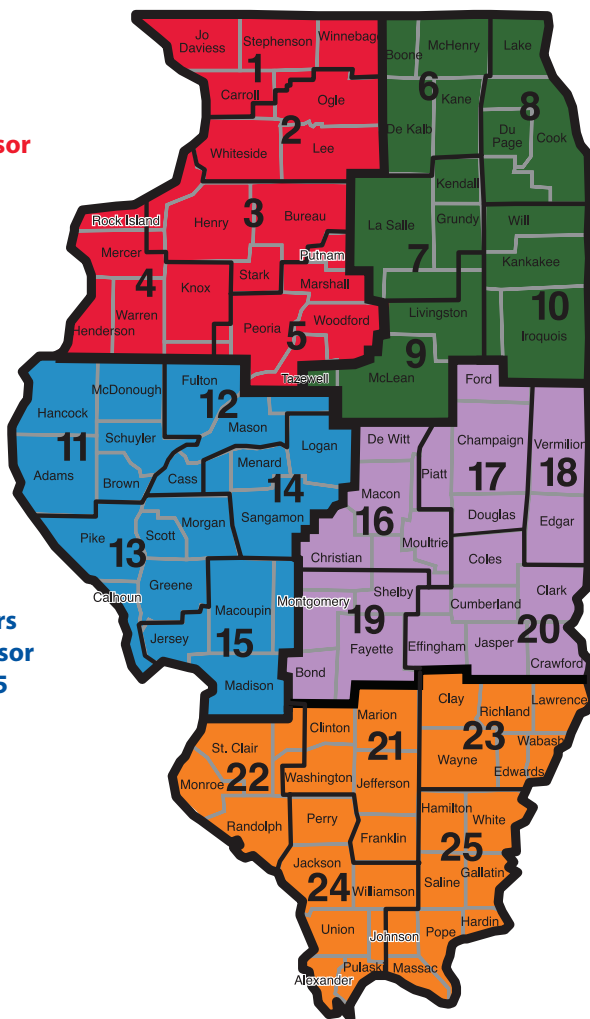 Jo
Daviess
Stephenson
Winnebago
1
Carroll
Ogle
2
Whiteside
Lee
sor
Rock Island
Henry
3
Bureau
Mercer
Putnam
4
Knox
Stark
Marshall
Warren
Henderson
Peoria
5
Woodford
Tazewell
Boone
McHenry
Lake
6
Kane
8
De Kalb
Du
Page
Cook
Kendall
La Salle
Grundy
Will
7
Kankakee
Livingston
10
Iroquois
9
McLean
McDonough
Fulton
Hancock
12
Mason
11
Schuyler
Logan
Adams
Brown
Cass
Menard
14
Sangamon
Pike
13
Scott
Morgan
Calhoun
Greene
Macoupin
Jersey
15
Madison
rs
sor
5
Ford
De Witt
Champaign
Vermilion
Piatt
17
18
Macon
16
Douglas
Edgar
Moultrie
Christian
Coles
Shelby
Clark
Montgomery
Cumberland
19
Fayette
Effingham
Jasper
20
Bond
Crawford
Clay
Richland
Lawrence
Marion
Clinton
St. Clair
21
23
Wabash
Wayne
Edwards
Washington
Jefferson
Monroe
22
Randolph
Perry
Hamilton
White
Franklin
25
Jackson
Gallatin
24
Williamson
Saline
Hardin
Union
Johnson
Pope
Pulaski
Massac
Alexander